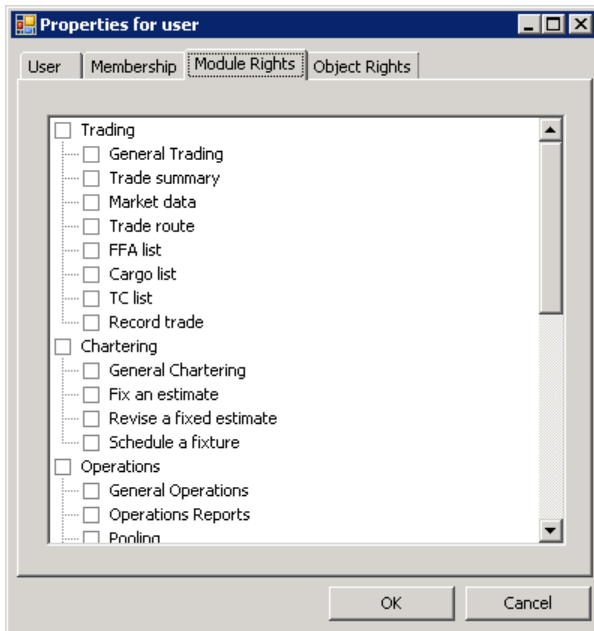 Properties for user
User Membership Module Rights Object Rights
Trading
General Trading
Trade summary
Market data
Trade route
FFA list
Cargo list
TC list
Record trade
Chartering
General Chartering
Fix an estimate
Revise a fixed estimate
Schedule a fixture
Operations
General Operations
Operations Reports
Pooling
OK Cancel